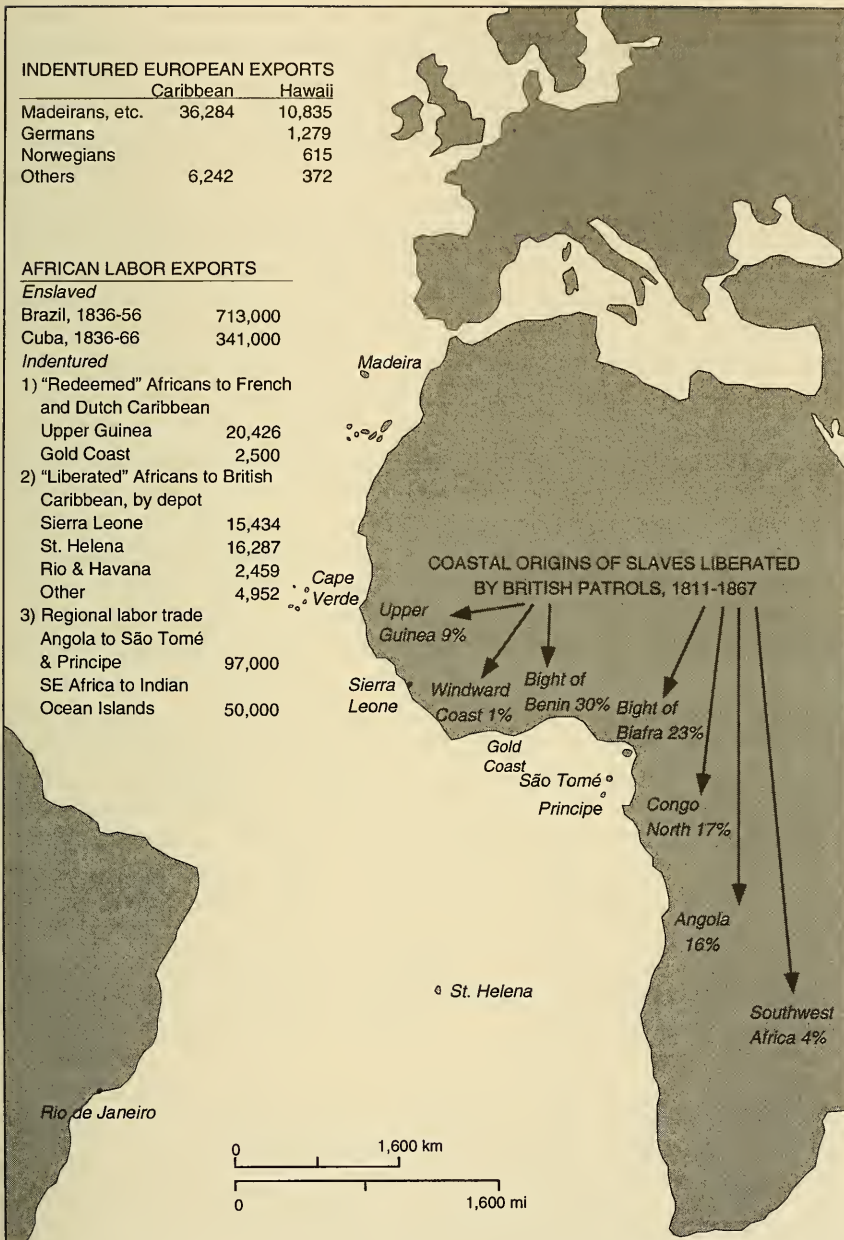 INDENTURED EUROPEAN EXPORTS
Caribbean Hawaii
Madeirans, etc. 36,284 10,835
Germans 1,279
Norwegians 615
Others 6,242 372
AFRICAN LABOR EXPORTS
Enslaved
Brazil, 1836-56 713,000
Cuba, 1836-66 341,000
Indentured
1) “Redeemed” Africans to French
and Dutch Caribbean
Upper Guinea 20,426
Gold Coast 2,500
2) “Liberated” Africans to British
Caribbean, by depot
Sierra Leone 15,434
St. Helena 16,287
Rio & Havana 2,459
Other 4,952
3) Regional labor trade
Angola to São Tomé
& Principe 97,000
SE Africa to Indian
Ocean Islands 50,000
Madeira
Cape
Verde
COASTAL ORIGINS OF SLAVES LIBERATED
BY BRITISH PATROLS, 1811-1867
Upper
Guinea 9%
Sierra
Leone
Windward
Coast 1%
Bight of
Benin 30%
Bight of
Biafra 23%
Gold
Coast
São Tomé
Principe
Congo
North 17%
Angola
16%
St. Helena
Southwest
Africa 4%
Rio de Janeiro
0 1,600 km
0 1,600 mi